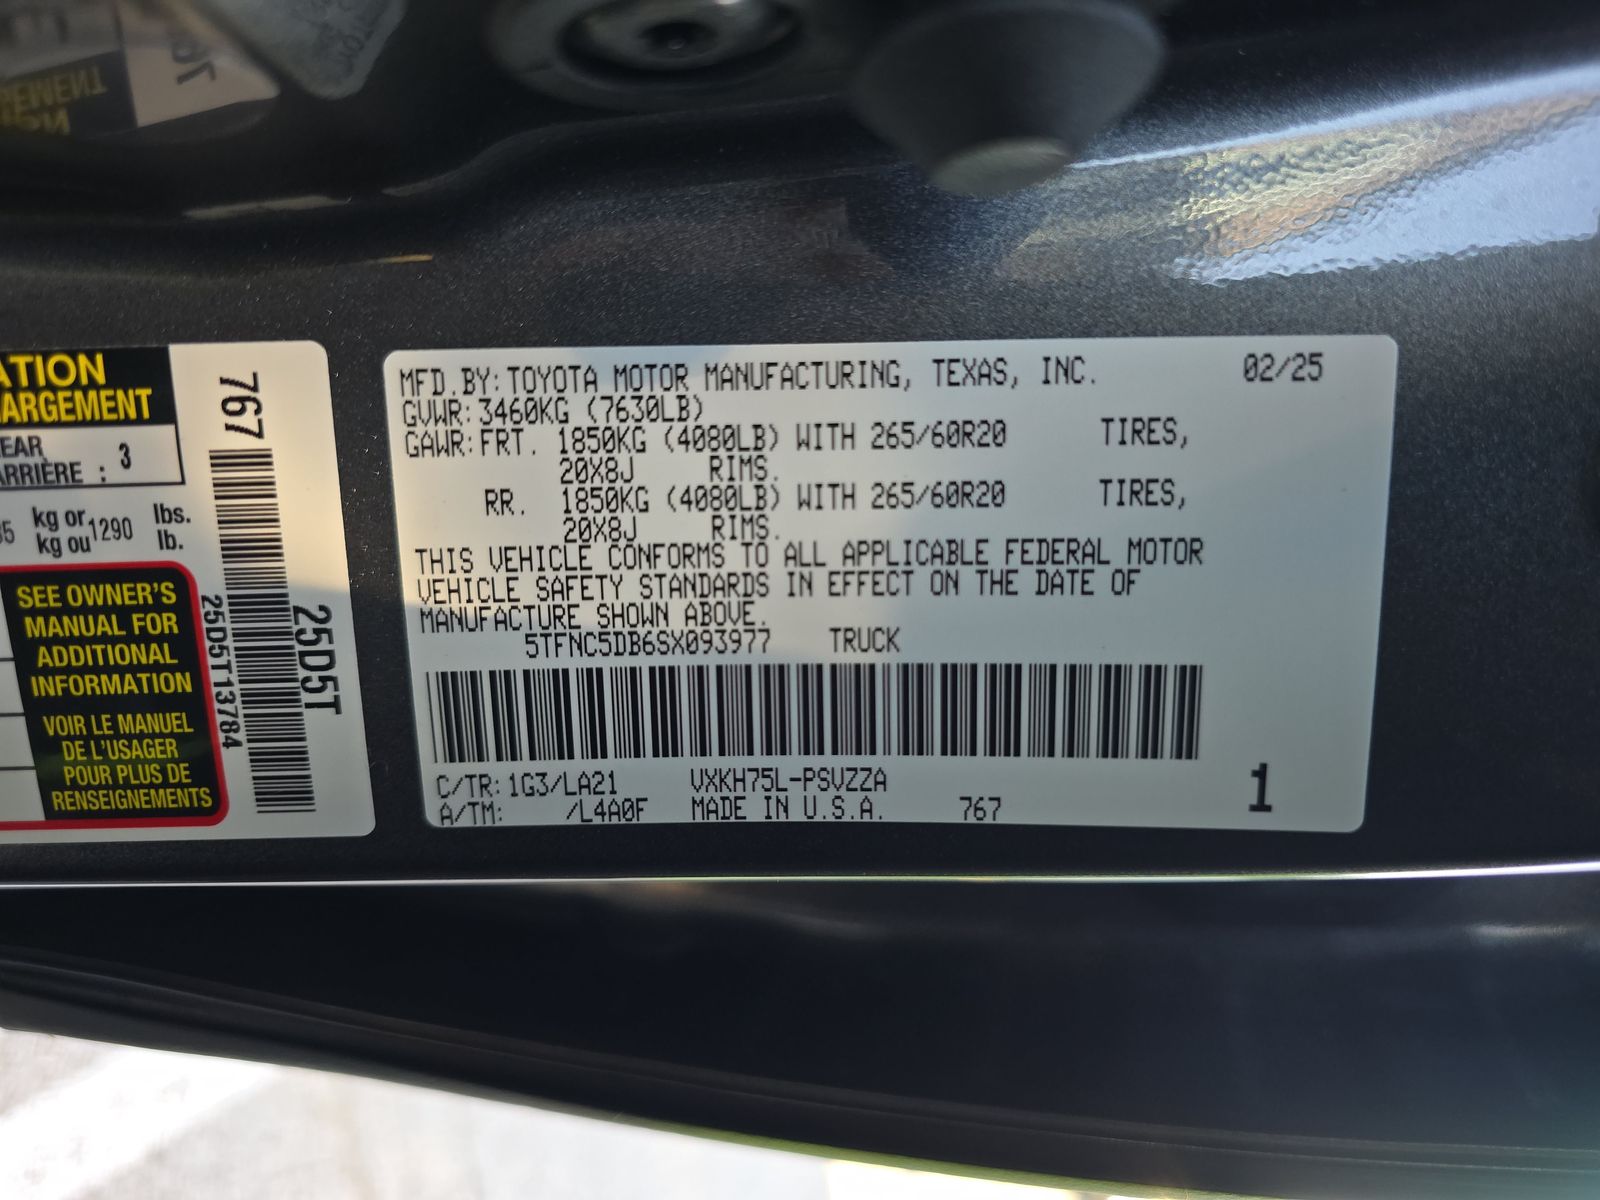 ATION
ARGEMENT
EAR
ARRIÈRE : 3
kg or 1290 lbs.
kg ou lb.
SEE OWNER'S
MANUAL FOR
ADDITIONAL
INFORMATION
VOIR LE MANUEL
DE L'USAGER
POUR PLUS DE
RENSEIGNEMENTS
767
25D5T13784
25D5T
MFD.BY:TOYOTA MOTOR MANUFACTURING, TEXAS, INC. 02/25
GVWR:3460KG (7630LB)
GAWR:FRT. 1850KG (4080LB) WITH 265/60R20 TIRES,
20X8J RIMS.
RR. 1850KG (4080LB) WITH 265/60R20 TIRES,
20X8J RIMS.
THIS VEHICLE CONFORMS TO ALL APPLICABLE FEDERAL MOTOR
VEHICLE SAFETY STANDARDS IN EFFECT ON THE DATE OF
MANUFACTURE SHOWN ABOVE.
5TFNC5DB6SX093977 TRUCK
C/TR:1G3/LA21 VXKH75L-PSVZZA
A/TM: /L4A0F MADE IN U.S.A. 767
1